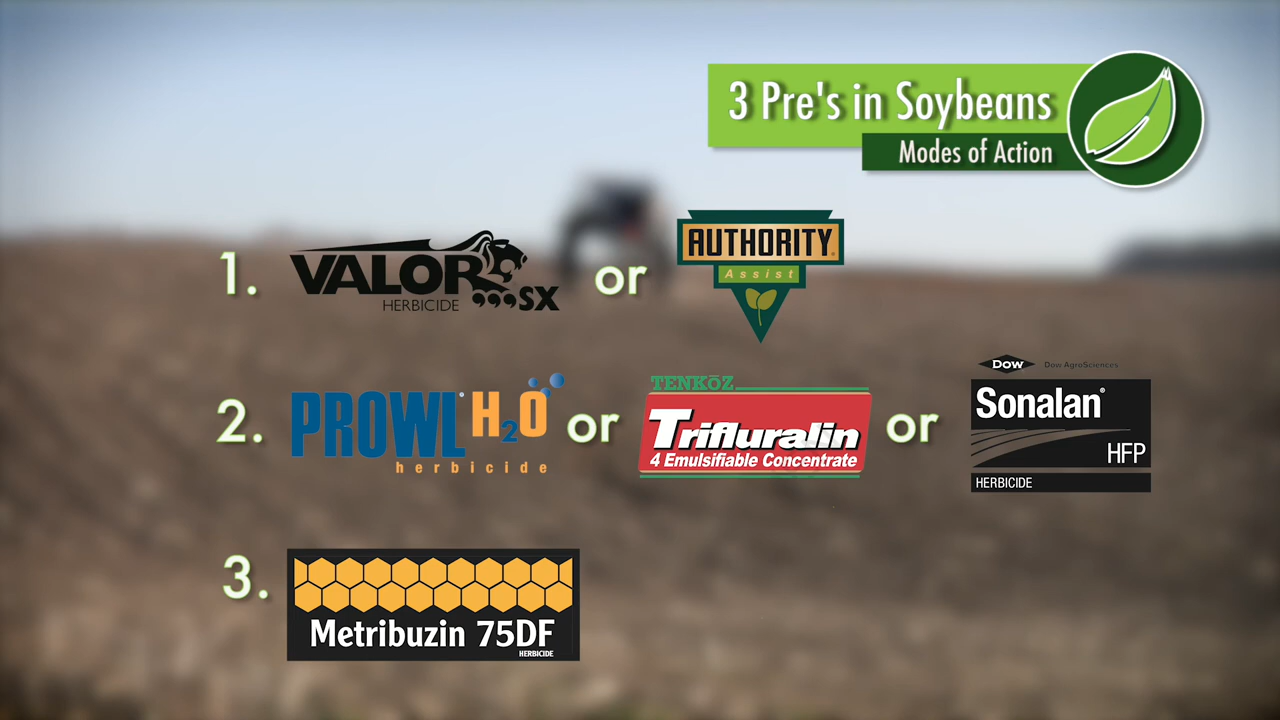 3 Pre's in Soybeans
Modes of Action
1. VALOR SX HERBICIDE or AUTHORITY® Assist
2. PROWL® H2O herbicide or TENKŌZ Trifluralin 4 Emulsifiable Concentrate or Dow Dow AgroSciences Sonalan® HFP HERBICIDE
3. Metribuzin 75DF HERBICIDE